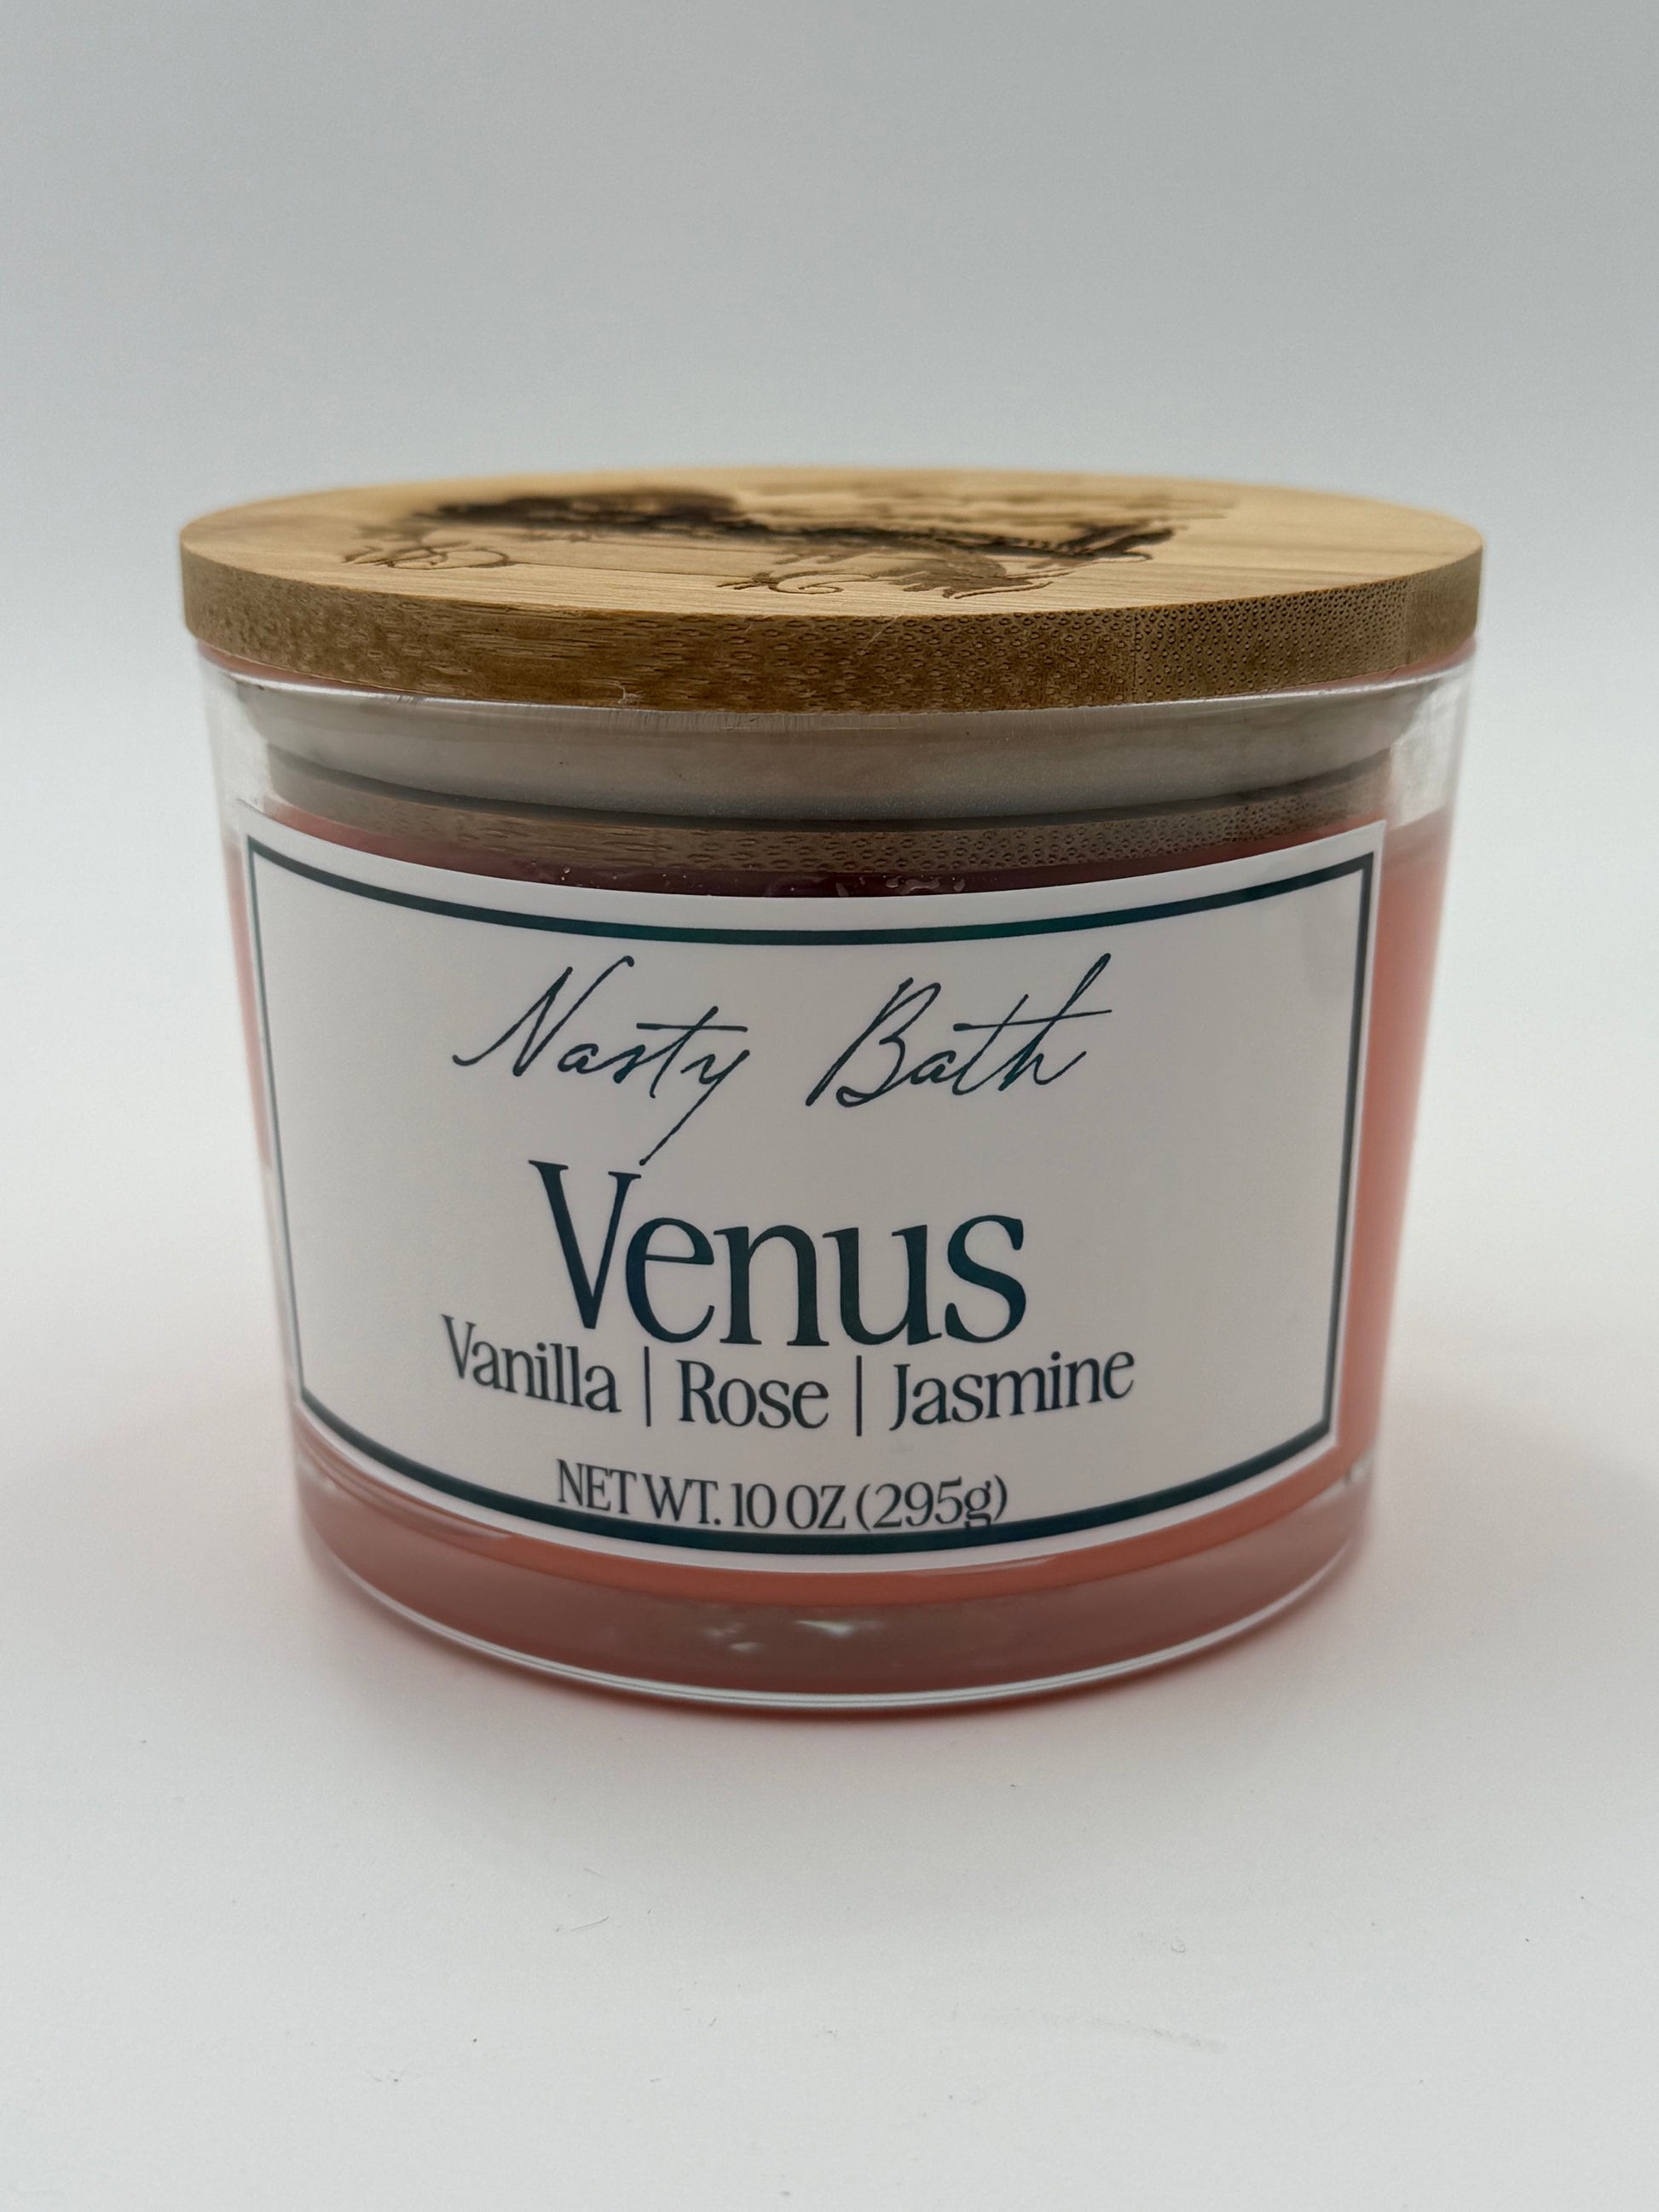 Nasty Bath
Venus
Vanilla | Rose | Jasmine
NET WT. 10 OZ (295g)